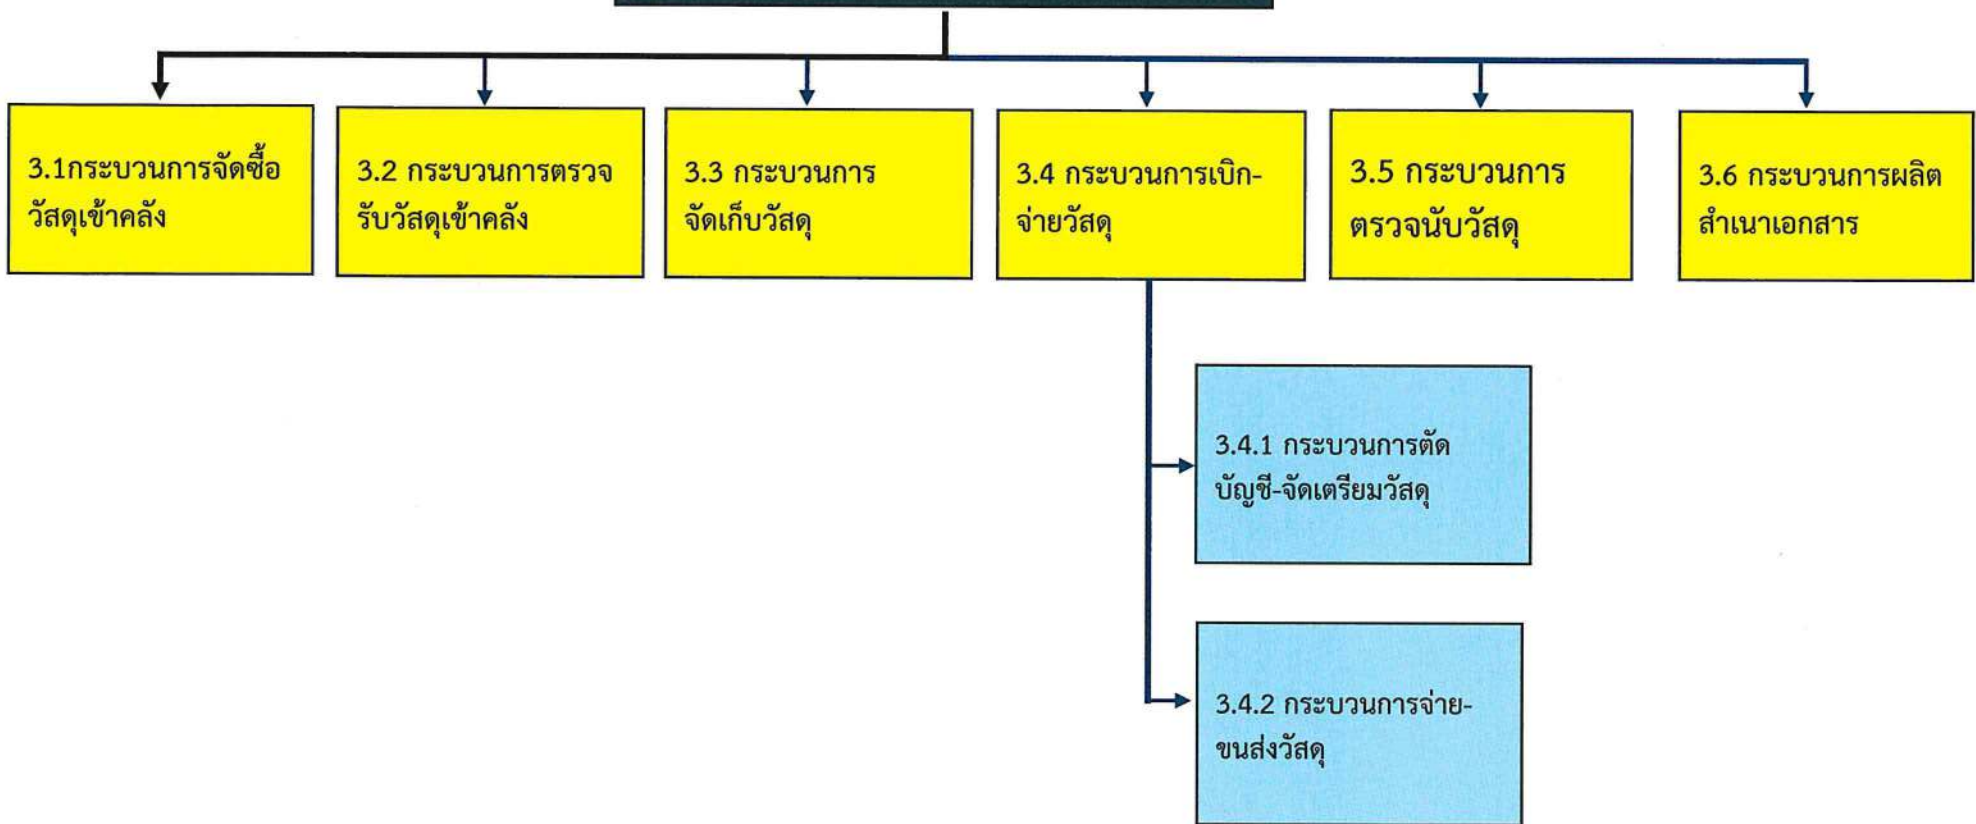 3.1กระบวนการจัดซื้อ
วัสดุเข้าคลัง
3.2 กระบวนการตรวจ
รับวัสดุเข้าคลัง
3.3 กระบวนการ
จัดเก็บวัสดุ
3.4 กระบวนการเบิก-
จ่ายวัสดุ
3.5 กระบวนการ
ตรวจนับวัสดุ
3.6 กระบวนการผลิต
สำเนาเอกสาร
3.4.1 กระบวนการตัด
บัญชี-จัดเตรียมวัสดุ
3.4.2 กระบวนการจ่าย-
ขนส่งวัสดุ